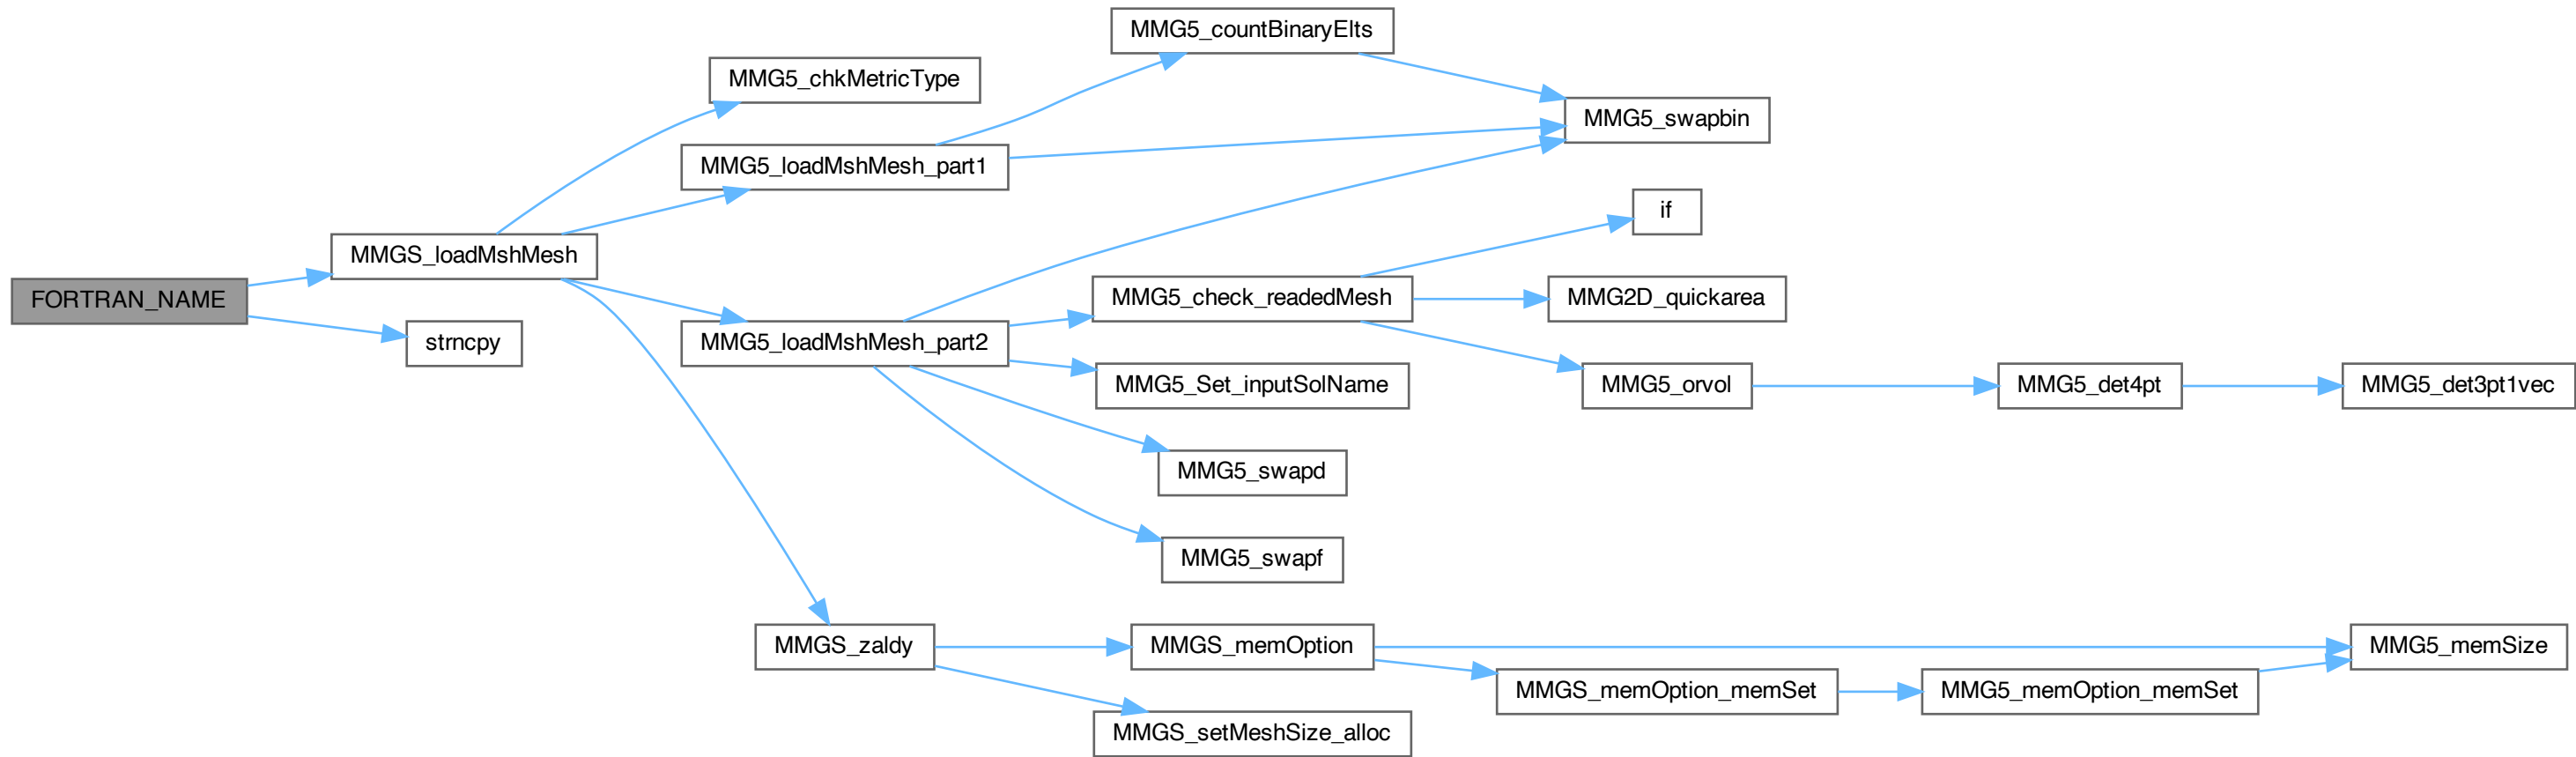 MMG5_countBinaryElts
MMG5_chkMetricType
MMG5_swapbin
MMG5_loadMshMesh_part1
if
MMGS_loadMshMesh
FORTRAN_NAME
MMG5_check_readedMesh
MMG2D_quickarea
strncpy
MMG5_loadMshMesh_part2
MMG5_Set_inputSolName
MMG5_orvol
MMG5_det4pt
MMG5_det3pt1vec
MMG5_swapd
MMG5_swapf
MMGS_zaldy
MMGS_memOption
MMG5_memSize
MMGS_memOption_memSet
MMG5_memOption_memSet
MMGS_setMeshSize_alloc